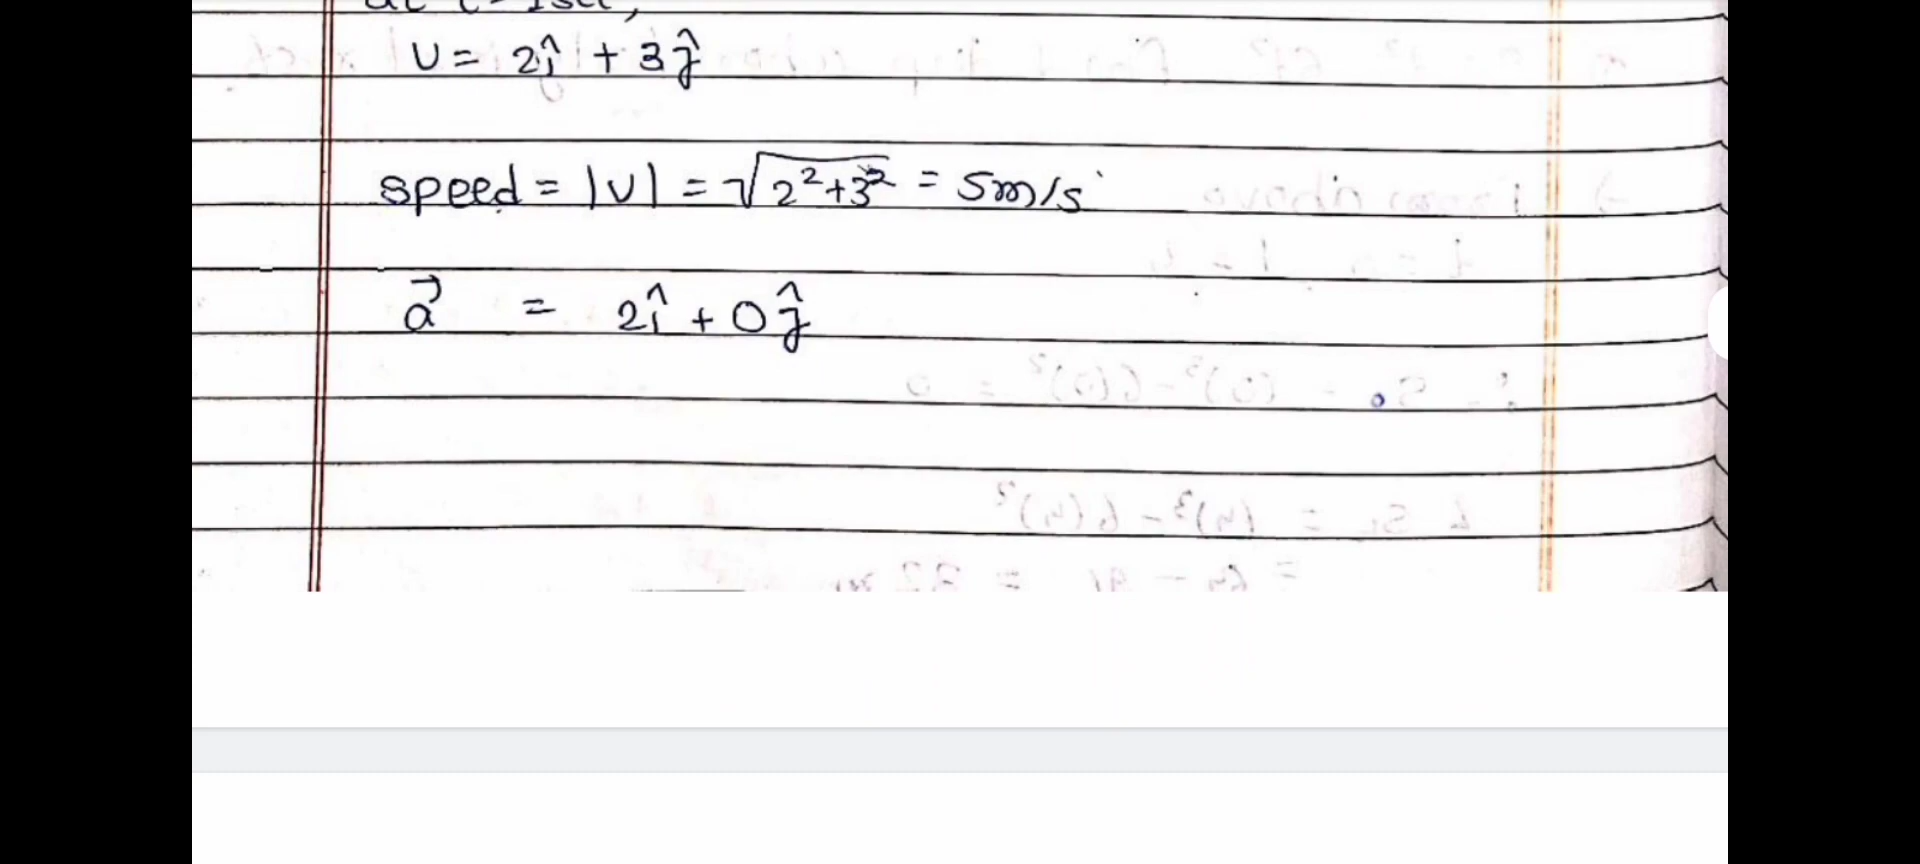 v = 2î + 3ĵ
speed = |v| = √2²+3² = 5m/s
a⃗ = 2î + 0ĵ